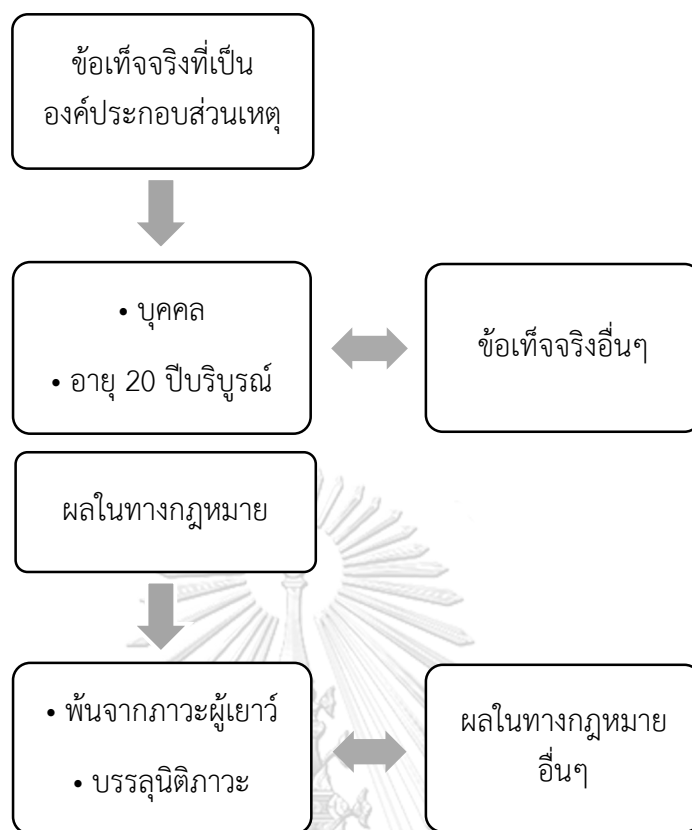 ข้อเท็จจริงที่เป็น
องค์ประกอบส่วนเหตุ
• บุคคล
• อายุ 20 ปีบริบูรณ์
ข้อเท็จจริงอื่นๆ
ผลในทางกฎหมาย
• พ้นจากภาวะผู้เยาว์
• บรรลุนิติภาวะ
ผลในทางกฎหมาย
อื่นๆ